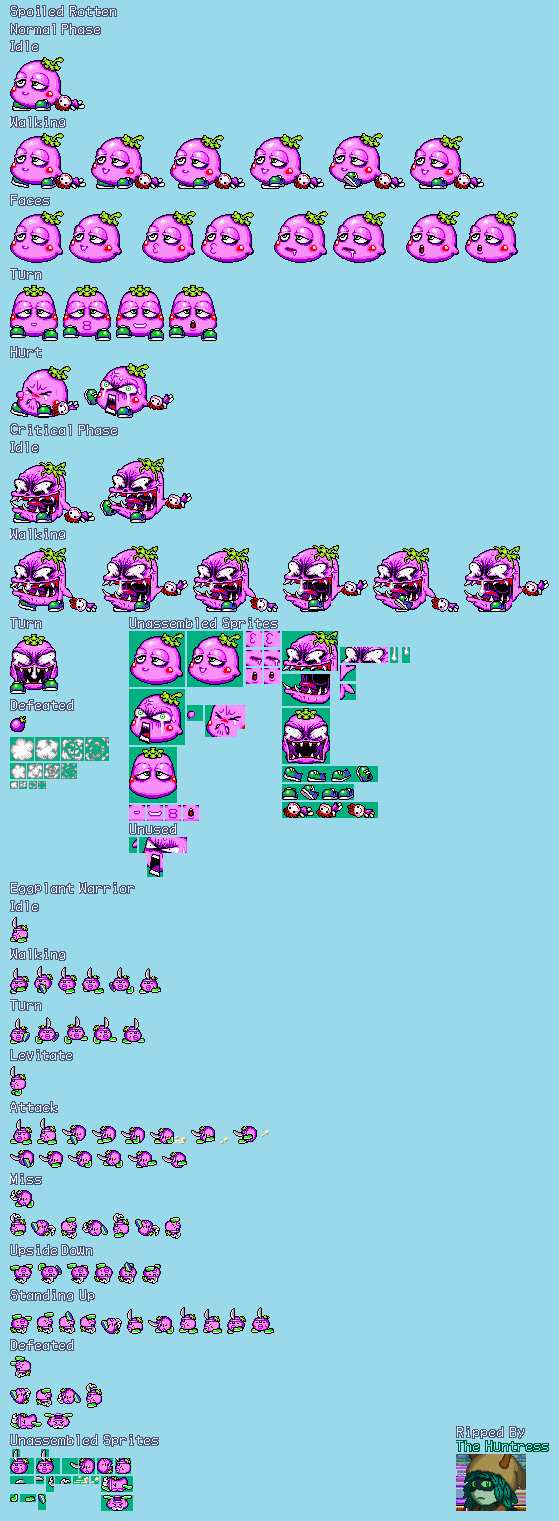 Spoiled Rotten
Normal Phase
Idle
Walking
Faces
Turn
Hurt
Critical Phase
Idle
Walking
Turn
Unassembled Sprites
Defeated
Unused
Eggplant Warrior
Idle
Walking
Turn
Levitate
Attack
Miss
Upside Down
Standing Up
Defeated
Unassembled Sprites
Ripped By
The Huntress